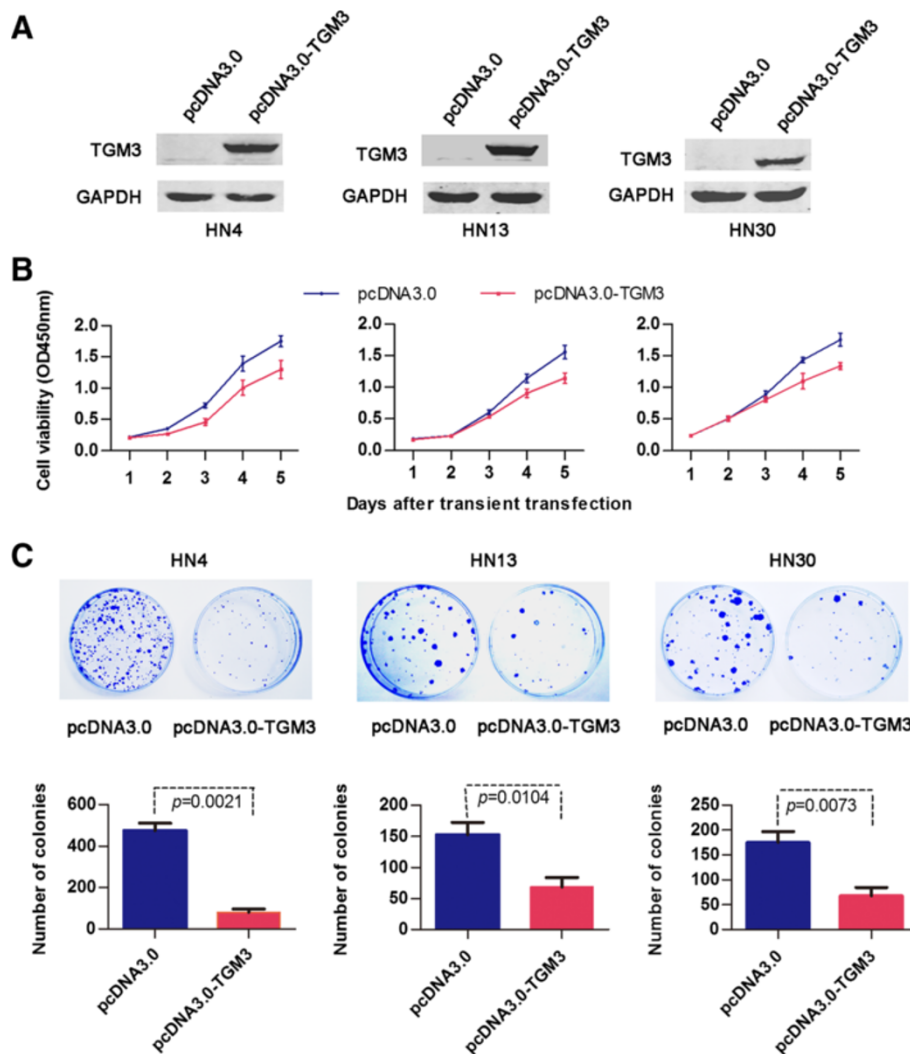 A
pcDNA3.0
pcDNA3.0-TGM3
pcDNA3.0
pcDNA3.0-TGM3
pcDNA3.0
pcDNA3.0-TGM3
TGM3
TGM3
TGM3
GAPDH
GAPDH
GAPDH
HN4
HN13
HN30
B
pcDNA3.0
pcDNA3.0-TGM3
Cell viability (OD450nm)
2.0
1.5
1.0
0.5
0.0
1 2 3 4 5
2.0
1.5
1.0
0.5
0.0
1 2 3 4 5
2.0
1.5
1.0
0.5
0.0
1 2 3 4 5
Days after transient transfection
C
HN4
HN13
HN30
pcDNA3.0
pcDNA3.0-TGM3
pcDNA3.0
pcDNA3.0-TGM3
pcDNA3.0
pcDNA3.0-TGM3
Number of colonies
600
400
200
0
p=0.0021
pcDNA3.0
pcDNA3.0-TGM3
Number of colonies
200
150
100
50
0
p=0.0104
pcDNA3.0
pcDNA3.0-TGM3
Number of colonies
250
200
150
100
50
0
p=0.0073
pcDNA3.0
pcDNA3.0-TGM3